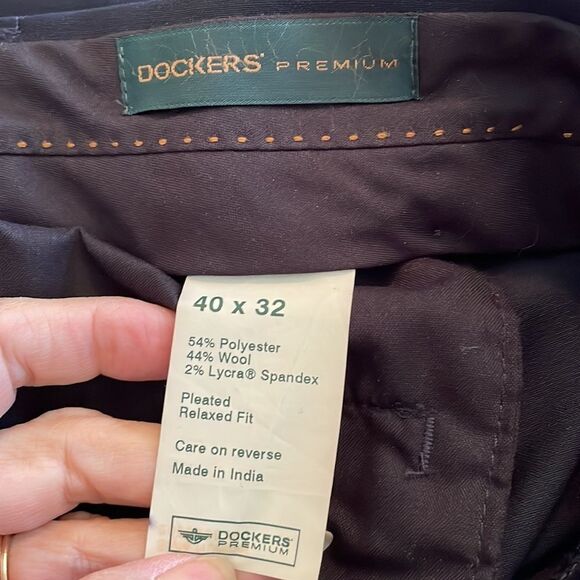 DOCKERS® PREMIUM
40 x 32
54% Polyester
44% Wool
2% Lycra® Spandex
Pleated
Relaxed Fit
Care on reverse
Made in India
DOCKERS®
PREMIUM